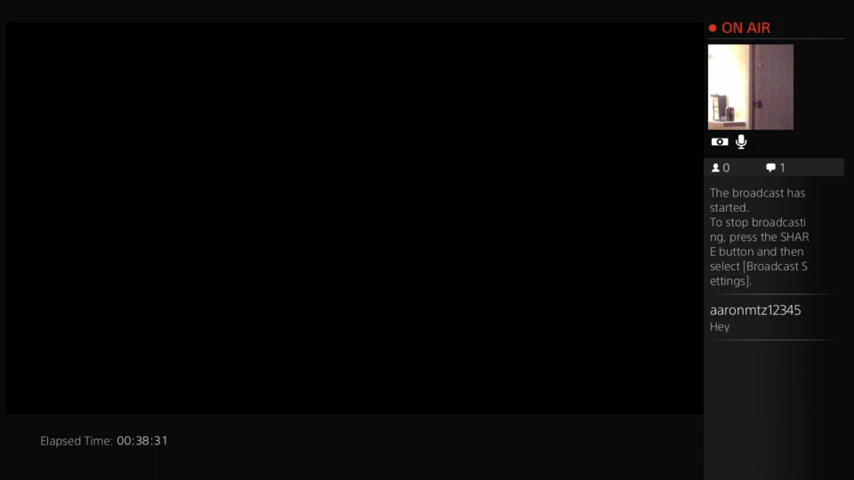 ON AIR
0 1
The broadcast has
started.
To stop broadcasti
ng, press the SHAR
E button and then
select [Broadcast S
ettings].
aaronmtz12345
Hey
Elapsed Time: 00:38:31